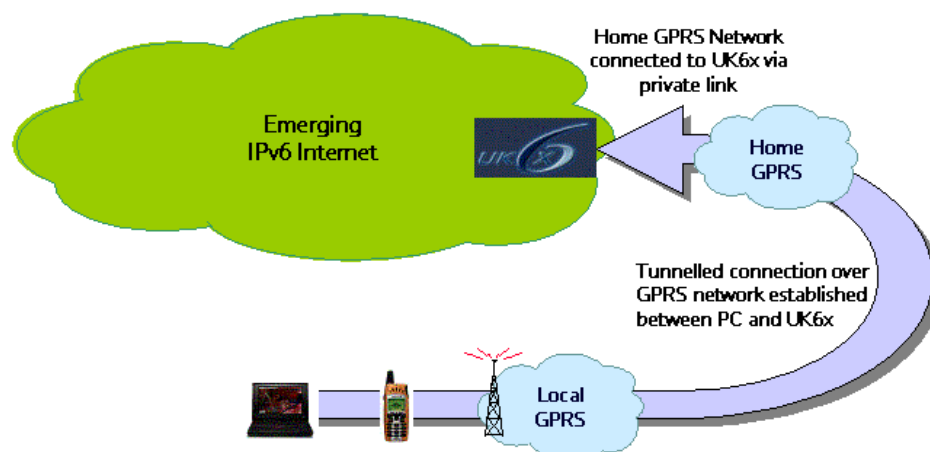 Home GPRS Network
connected to UK6x via
private link
Emerging
IPv6 Internet
UK6x
Home
GPRS
Tunnelled connection over
GPRS network established
between PC and UK6x
Local
GPRS